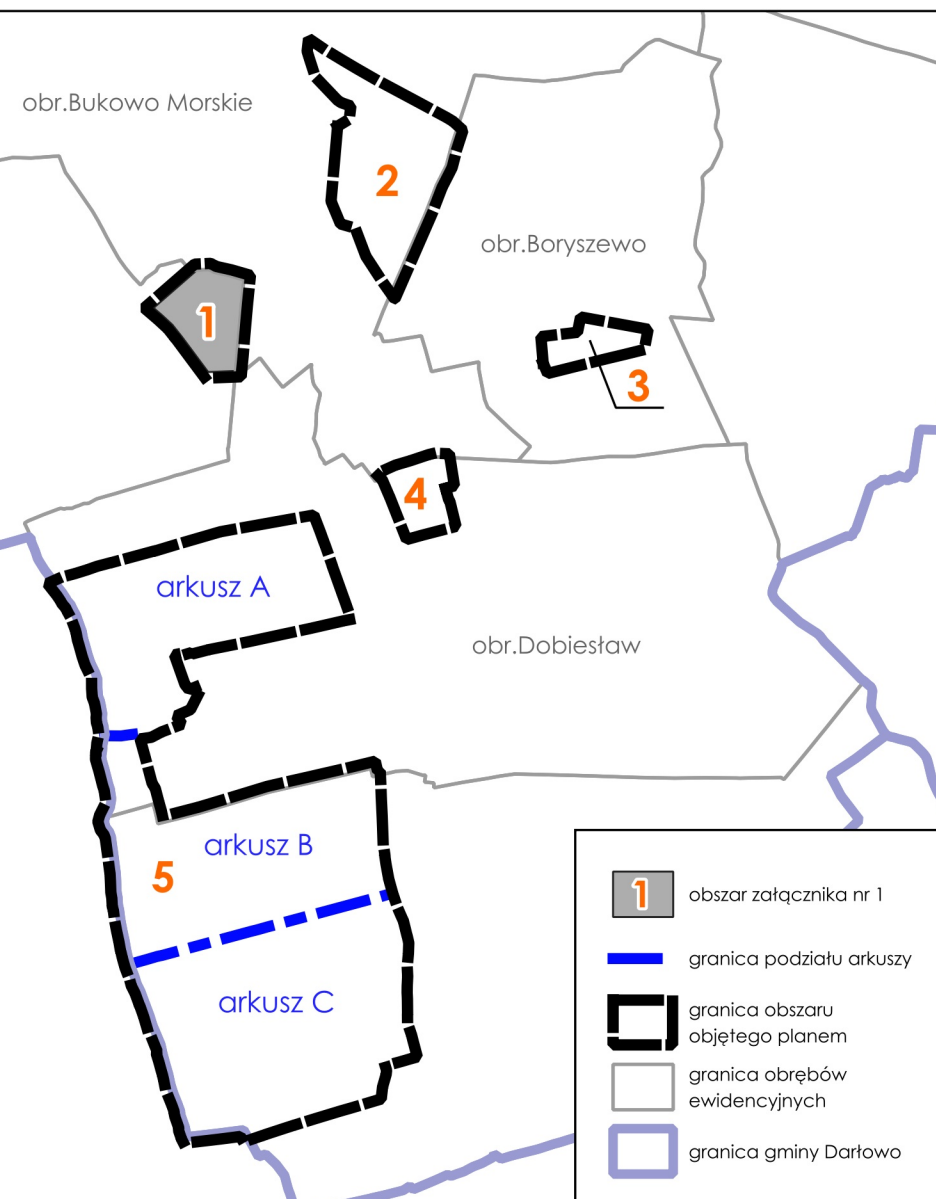 obr.Bukowo Morskie
2
obr.Boryszewo
1
3
4
arkusz A
obr.Dobiesław
arkusz B
5
arkusz C
1 obszar załącznika nr 1
granica podziału arkuszy
granica obszaru
objętego planem
granica obrębów
ewidencyjnych
granica gminy Darłowo